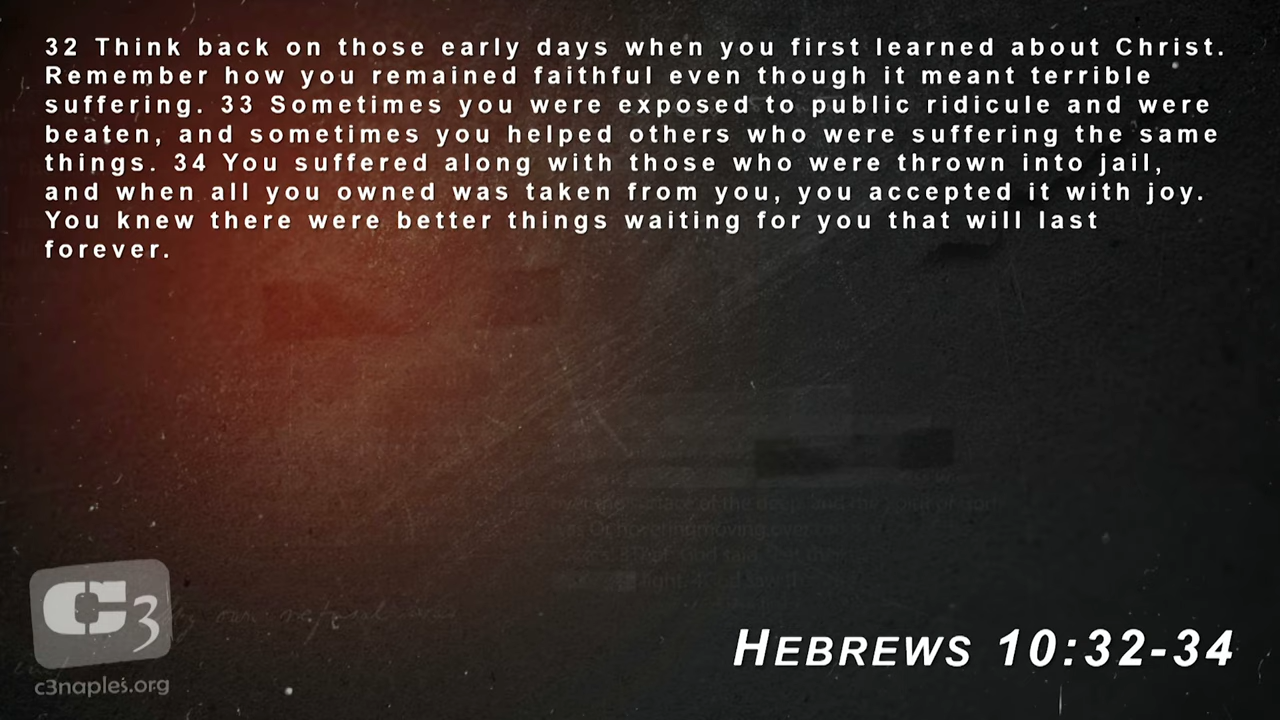 32 Think back on those early days when you first learned about Christ.
Remember how you remained faithful even though it meant terrible
suffering. 33 Sometimes you were exposed to public ridicule and were
beaten, and sometimes you helped others who were suffering the same
things. 34 You suffered along with those who were thrown into jail,
and when all you owned was taken from you, you accepted it with joy.
You knew there were better things waiting for you that will last
forever.
C3
c3naples.org
HEBREWS 10:32-34